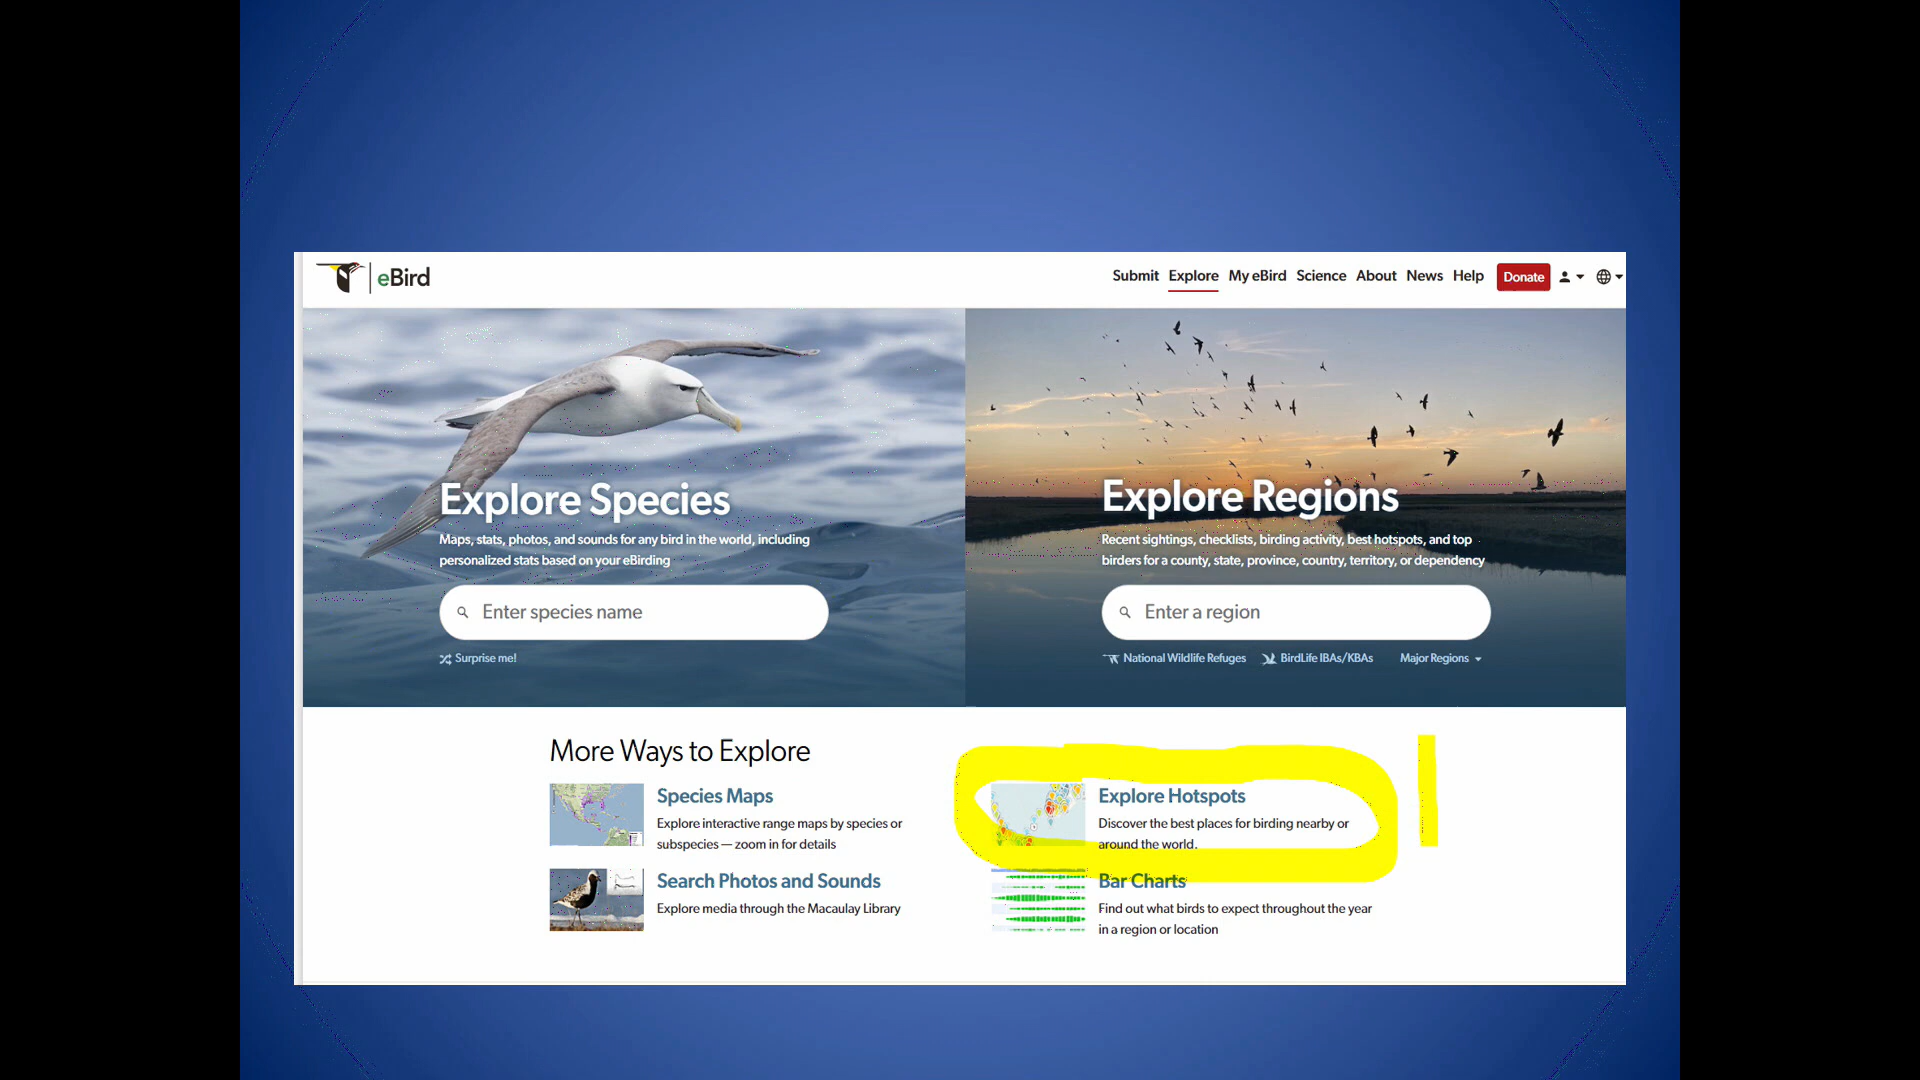 eBird
Submit Explore My eBird Science About News Help Donate
Explore Species
Maps, stats, photos, and sounds for any bird in the world, including
personalized stats based on your eBirding
Enter species name
Surprise me!
Explore Regions
Recent sightings, checklists, birding activity, best hotspots, and top
birders for a county, state, province, country, territory, or dependency
Enter a region
National Wildlife Refuges BirdLife IBAs/KBAs Major Regions
More Ways to Explore
Species Maps
Explore interactive range maps by species or
subspecies — zoom in for details
Explore Hotspots
Discover the best places for birding nearby or
around the world.
Search Photos and Sounds
Explore media through the Macaulay Library
Bar Charts
Find out what birds to expect throughout the year
in a region or location